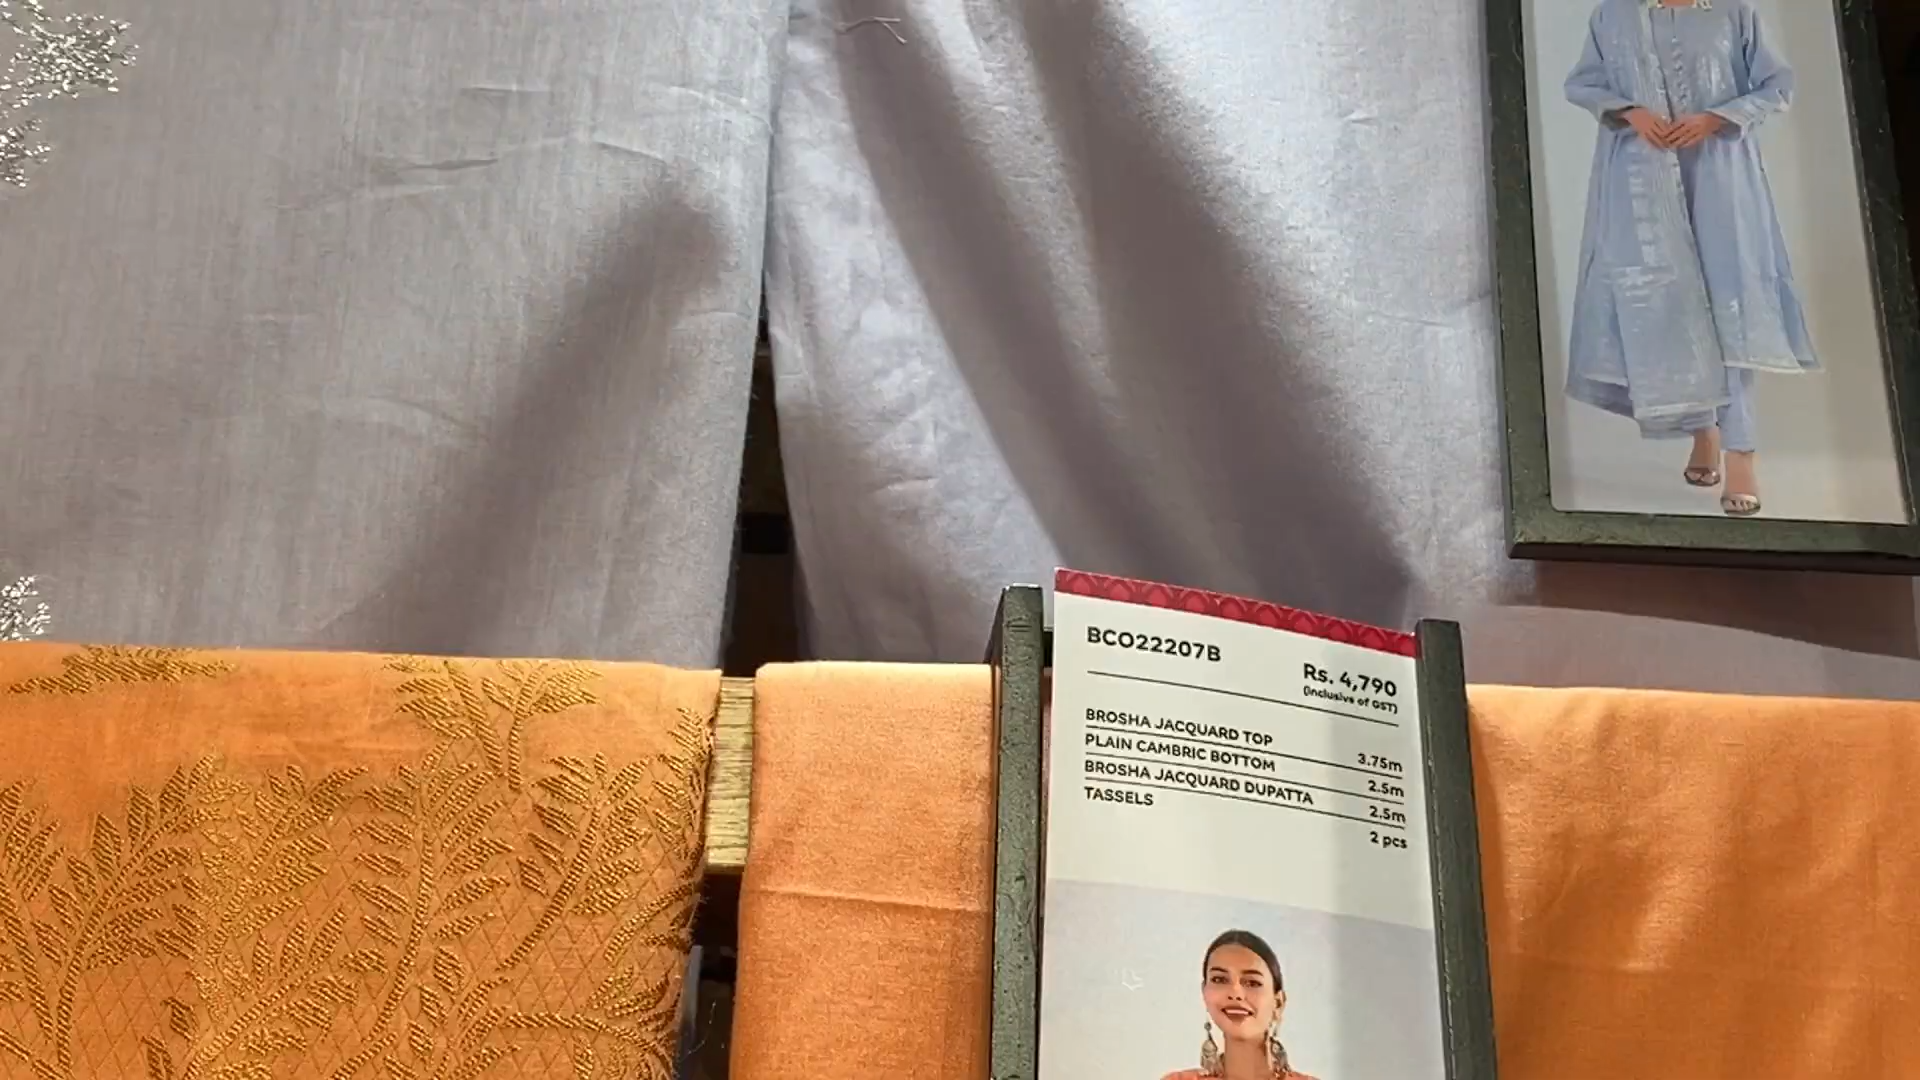 BCO22207B
Rs. 4,790
(Inclusive of GST)
BROSHA JACQUARD TOP 3.75m
PLAIN CAMBRIC BOTTOM 2.5m
BROSHA JACQUARD DUPATTA 2.5m
TASSELS 2 pcs